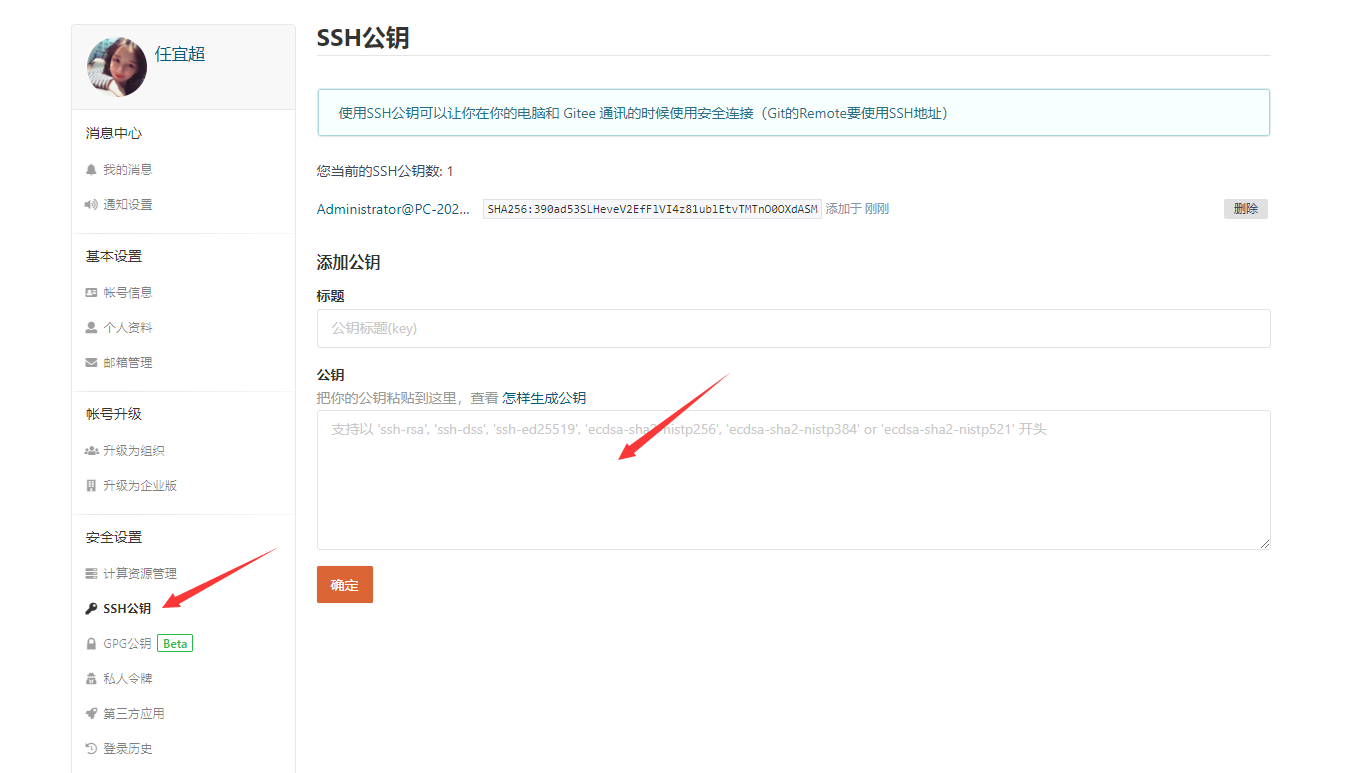 任宜超
消息中心
我的消息
通知设置
基本设置
帐号信息
个人资料
邮箱管理
帐号升级
升级为组织
升级为企业版
安全设置
计算资源管理
SSH公钥
GPG公钥 Beta
私人令牌
第三方应用
登录历史
SSH公钥
使用SSH公钥可以让你在你的电脑和 Gitee 通讯的时候使用安全连接（Git的Remote要使用SSH地址）
您当前的SSH公钥数: 1
Administrator@PC-202... SHA256:390ad53SLHeveV2EfFlVI4z81ublEtvTMTnO0OXdASM 添加于 刚刚 删除
添加公钥
标题
公钥标题(key)
公钥
把你的公钥粘贴到这里，查看 怎样生成公钥
支持以 'ssh-rsa', 'ssh-dss', 'ssh-ed25519', 'ecdsa-sha2-nistp256', 'ecdsa-sha2-nistp384' or 'ecdsa-sha2-nistp521' 开头
确定